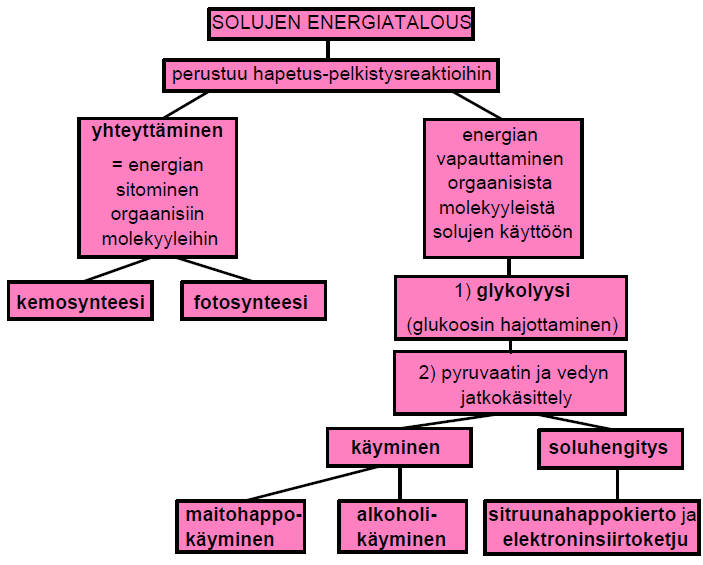 SOLUJEN ENERGIATALOUS
perustuu hapetus-pelkistysreaktioihin
yhteyttäminen
= energian
sitominen
orgaanisiin
molekyyleihin
energian
vapauttaminen
orgaanisista
molekyyleistä
solujen käyttöön
kemosynteesi
fotosynteesi
1) glykolyysi
(glukoosin hajottaminen)
2) pyruvaatin ja vedyn
jatkokäsittely
käyminen
soluhengitys
maitohappo-
käyminen
alkoholi-
käyminen
sitruunahappokierto ja
elektroninsiirtoketju